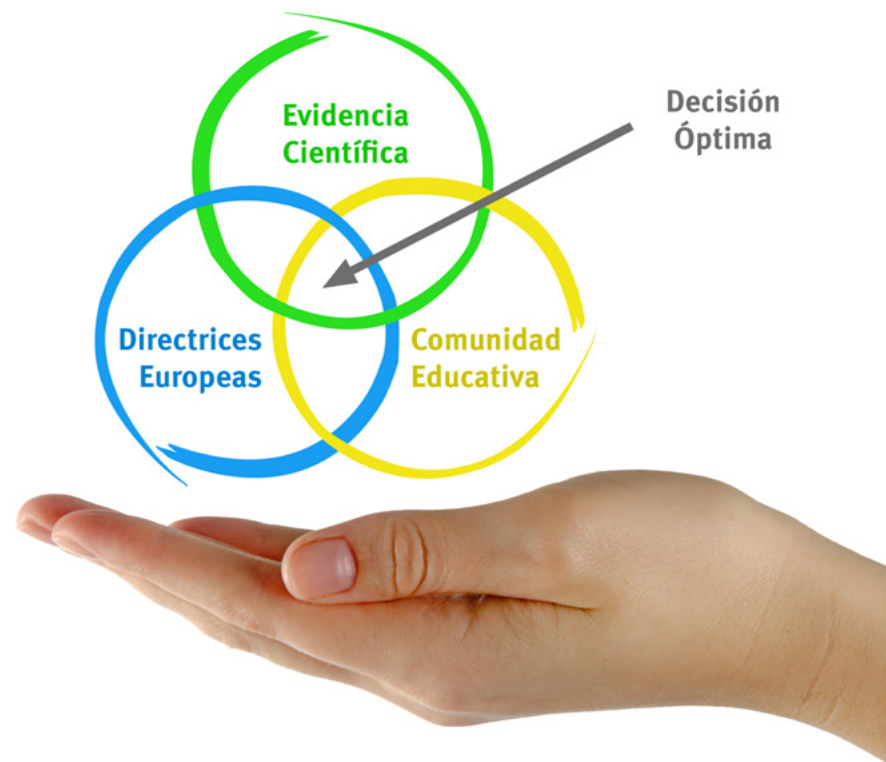 Evidencia
Científica
Decisión
Óptima
Directrices
Europeas
Comunidad
Educativa